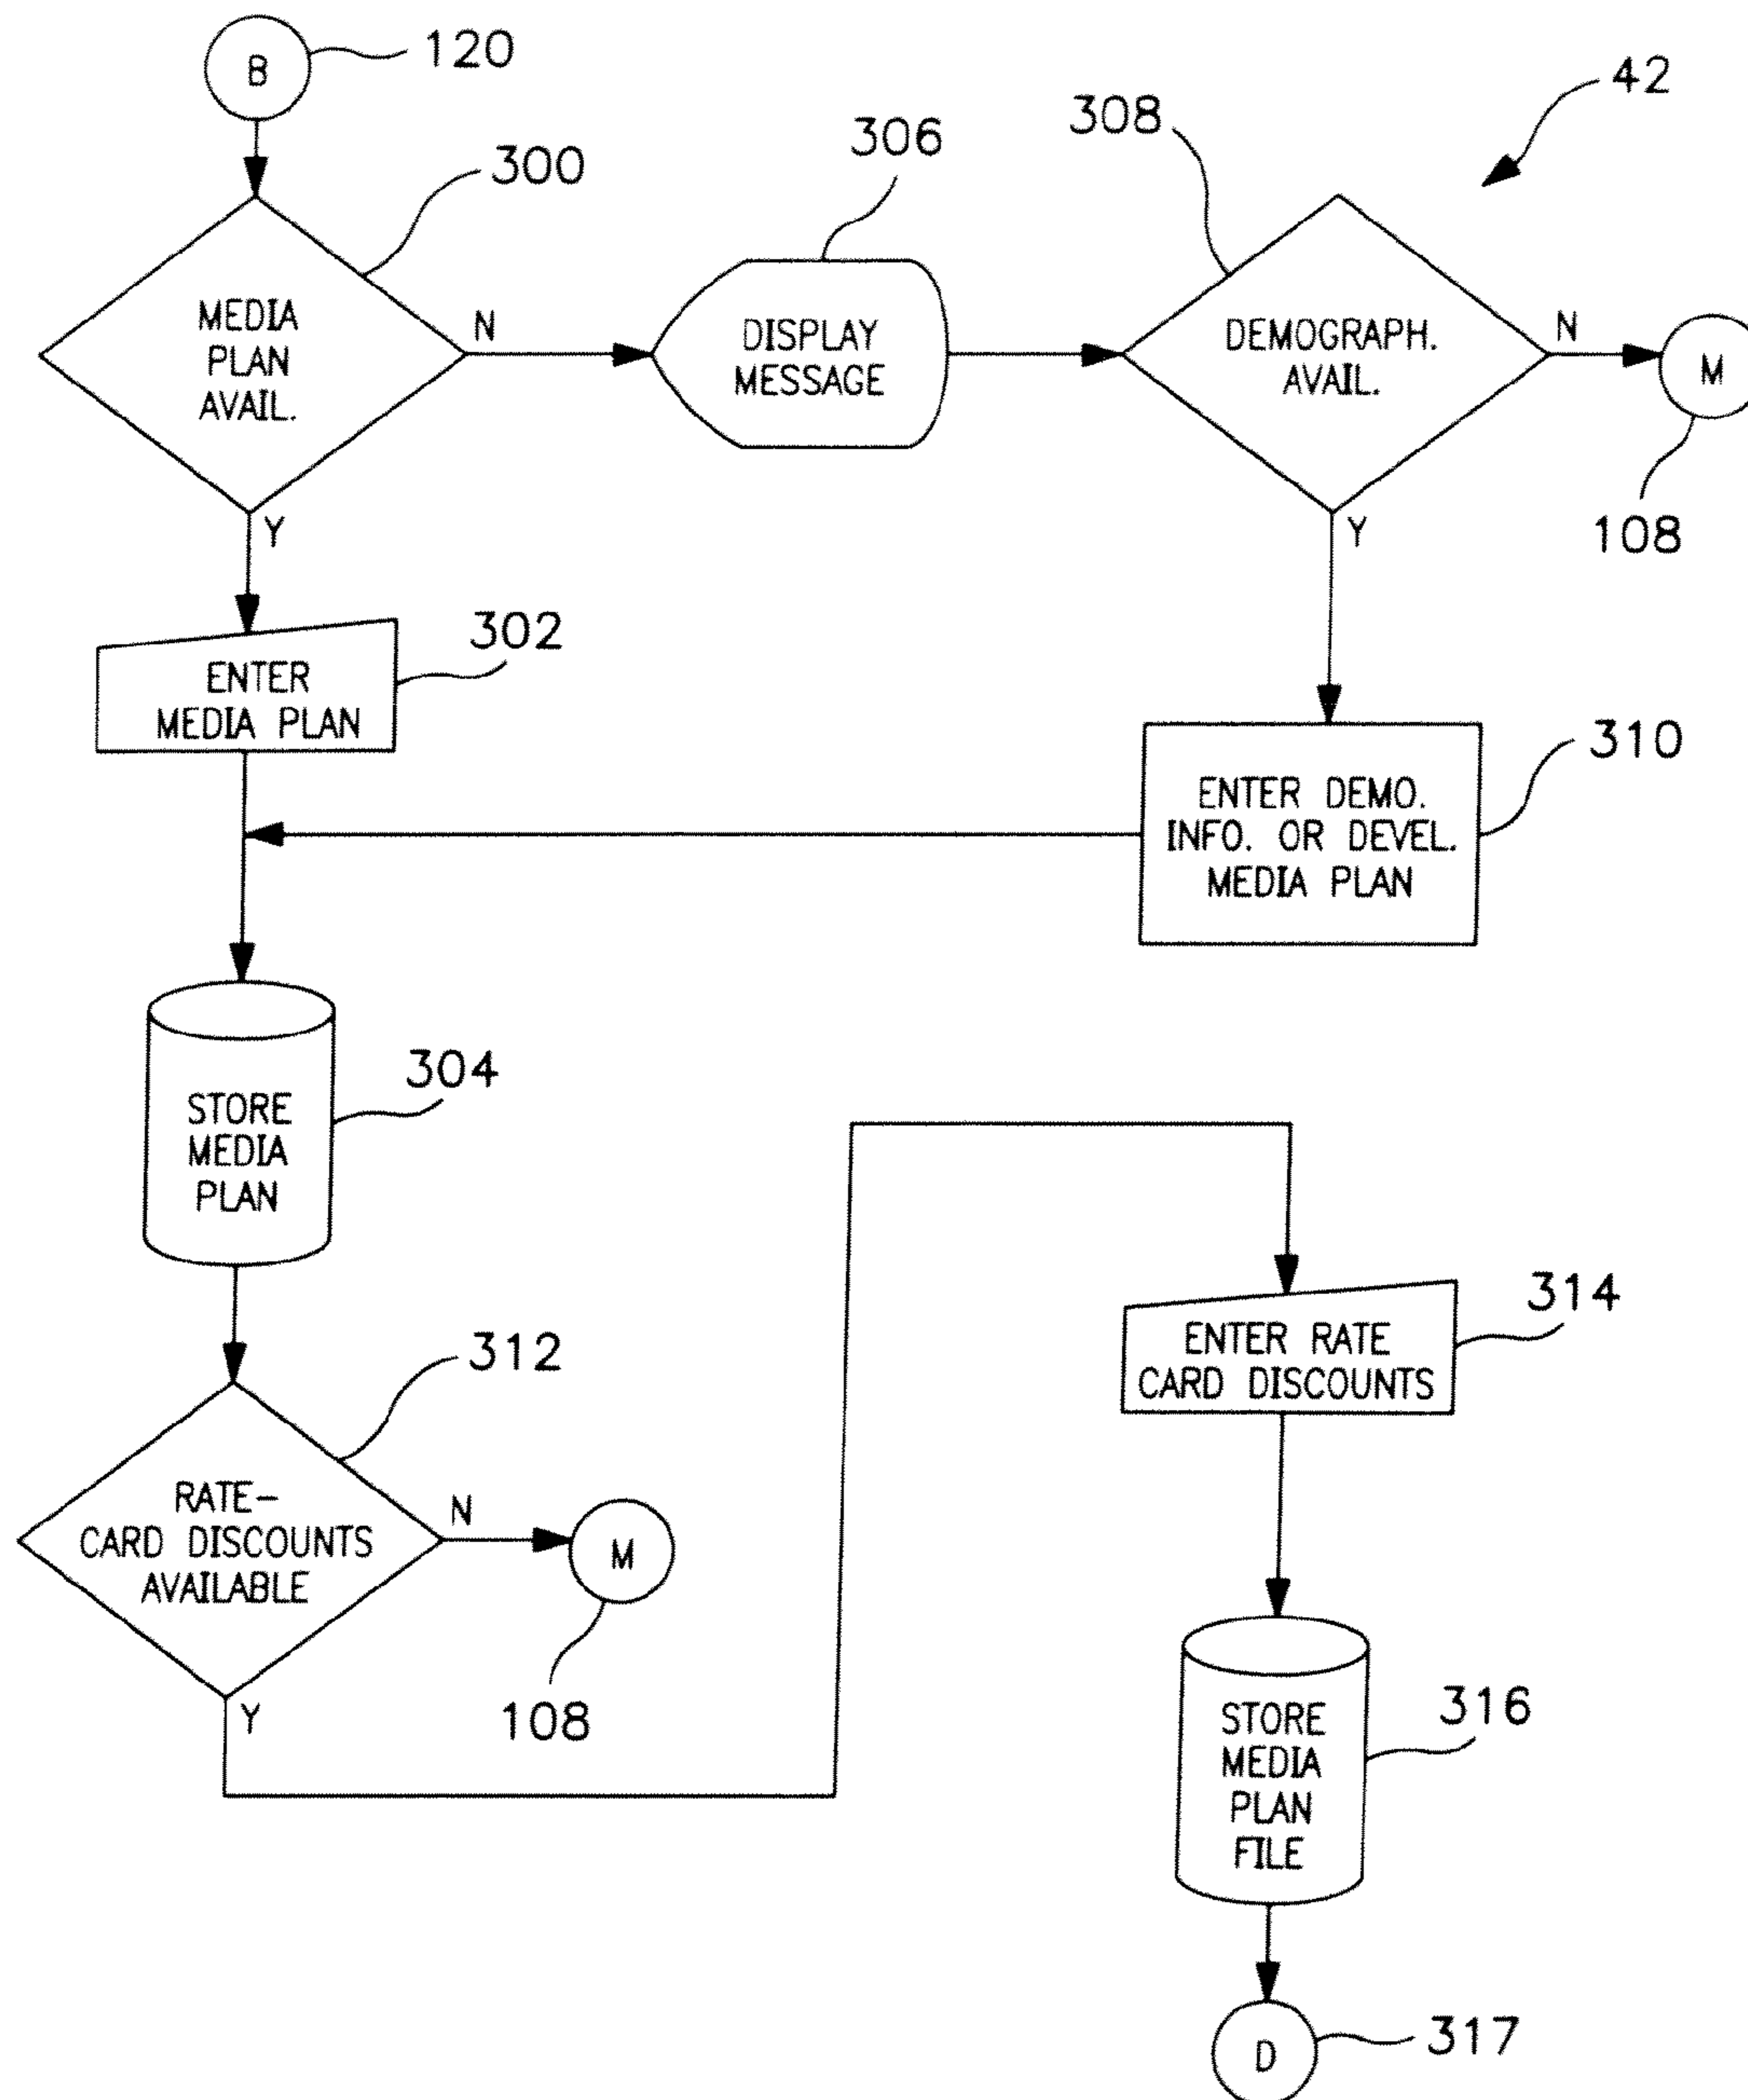 B
120
300
MEDIA
PLAN
AVAIL.
N
Y
306
DISPLAY
MESSAGE
308
42
DEMOGRAPH.
AVAIL.
N
M
108
Y
302
ENTER
MEDIA PLAN
310
ENTER DEMO.
INFO. OR DEVEL.
MEDIA PLAN
304
STORE
MEDIA
PLAN
312
RATE-
CARD DISCOUNTS
AVAILABLE
N
M
108
Y
314
ENTER RATE
CARD DISCOUNTS
316
STORE
MEDIA
PLAN
FILE
D
317